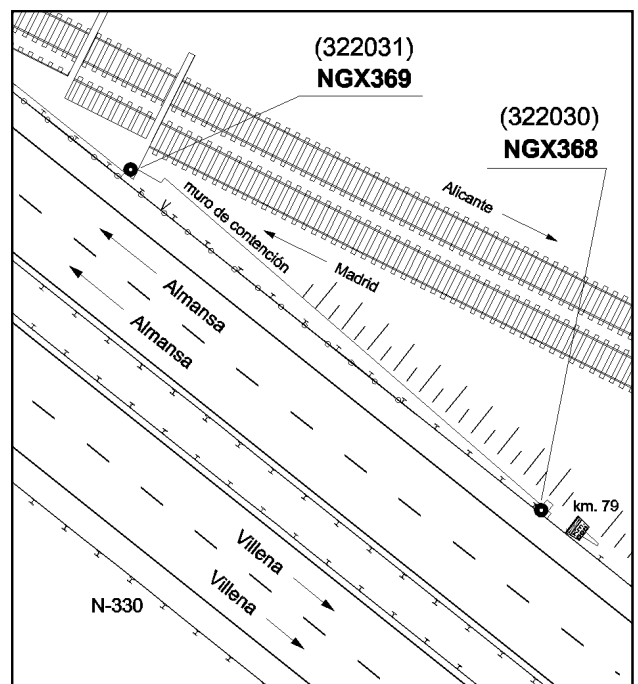 (322031)
NGX369
(322030)
NGX368
Alicante
muro de contención
Madrid
Almansa
Almansa
km. 79
Villena
Villena
N-330